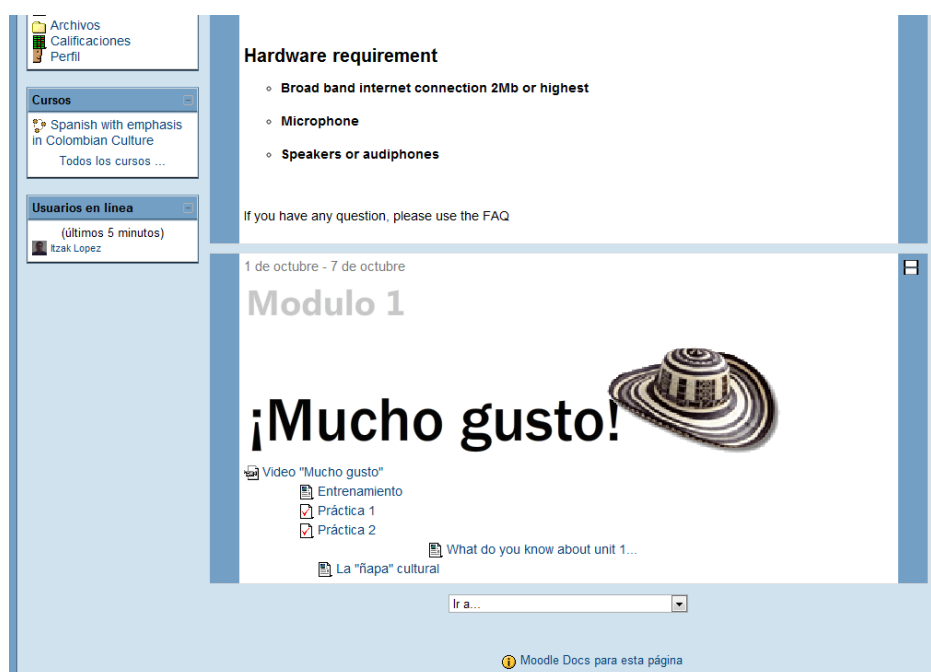 Archivos
Calificaciones
Perfil
Cursos
Spanish with emphasis
in Colombian Culture
Todos los cursos ...
Usuarios en línea
(últimos 5 minutos)
Itzak Lopez
Hardware requirement
Broad band internet connection 2Mb or highest
Microphone
Speakers or audiphones
If you have any question, please use the FAQ
1 de octubre - 7 de octubre
Modulo 1
¡Mucho gusto!
Video "Mucho gusto"
Entrenamiento
Práctica 1
Práctica 2
What do you know about unit 1...
La "ñapa" cultural
Ir a...
Moodle Docs para esta página